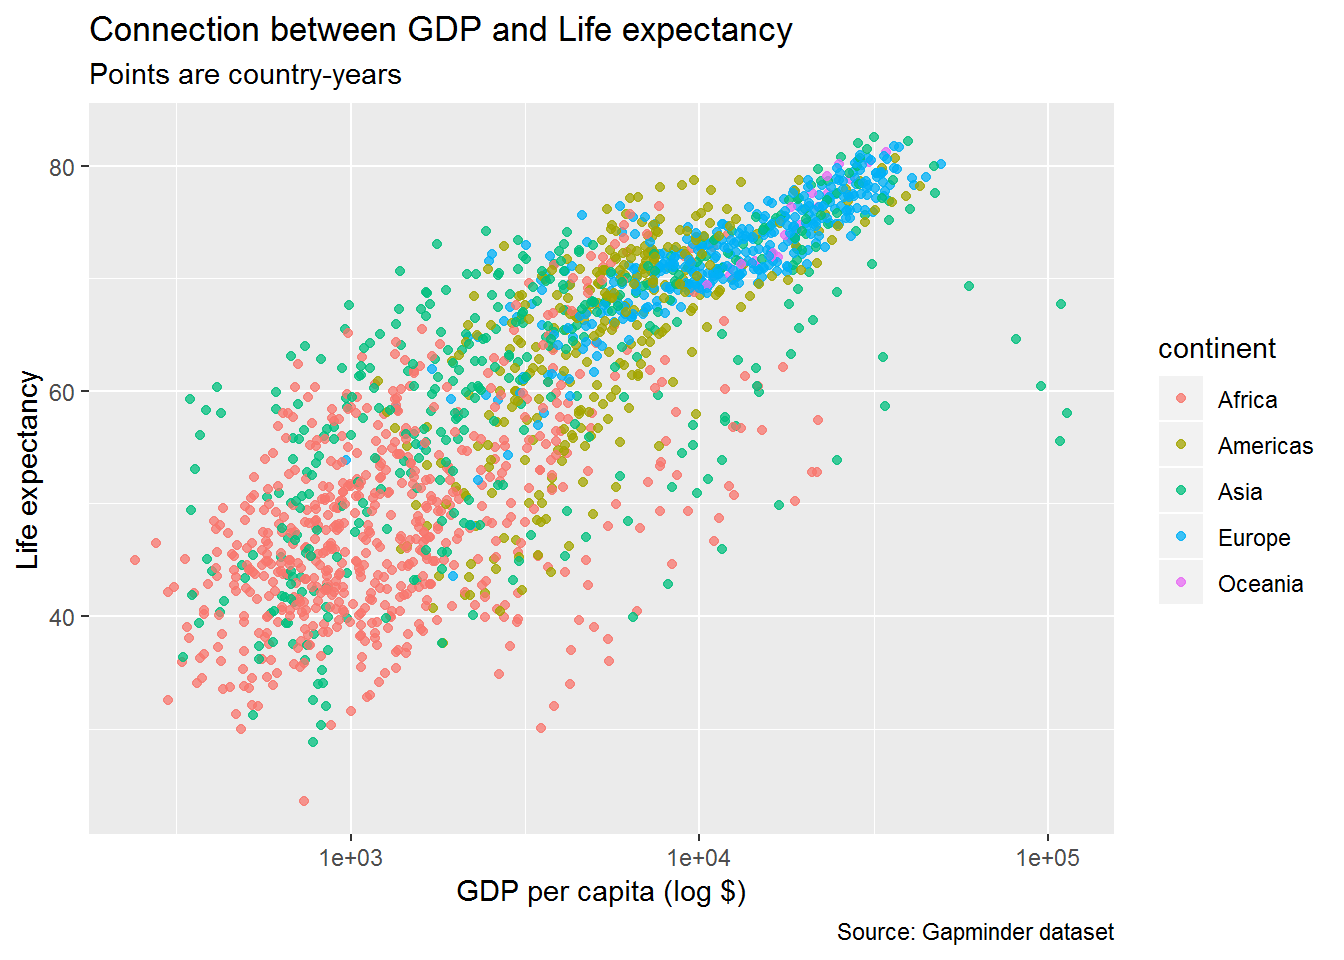 Connection between GDP and Life expectancy
Points are country-years
80
60
40
Life expectancy
1e+03
1e+04
1e+05
GDP per capita (log $)
continent
Africa
Americas
Asia
Europe
Oceania
Source: Gapminder dataset